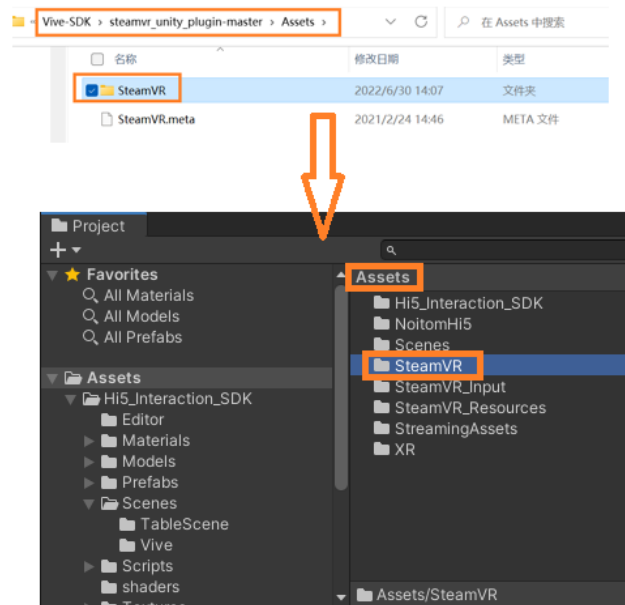 Vive-SDK › steamvr_unity_plugin-master › Assets ›
在 Assets 中搜索
名称 修改日期 类型
SteamVR 2022/6/30 14:07 文件夹
SteamVR.meta 2021/2/24 14:46 META 文件
Project
Favorites
All Materials
All Models
All Prefabs
Assets
Hi5_Interaction_SDK
Editor
Materials
Models
Prefabs
Scenes
TableScene
Vive
Scripts
shaders
Textures
Assets
Hi5_Interaction_SDK
NoitomHi5
Scenes
SteamVR
SteamVR_Input
SteamVR_Resources
StreamingAssets
XR
Assets/SteamVR